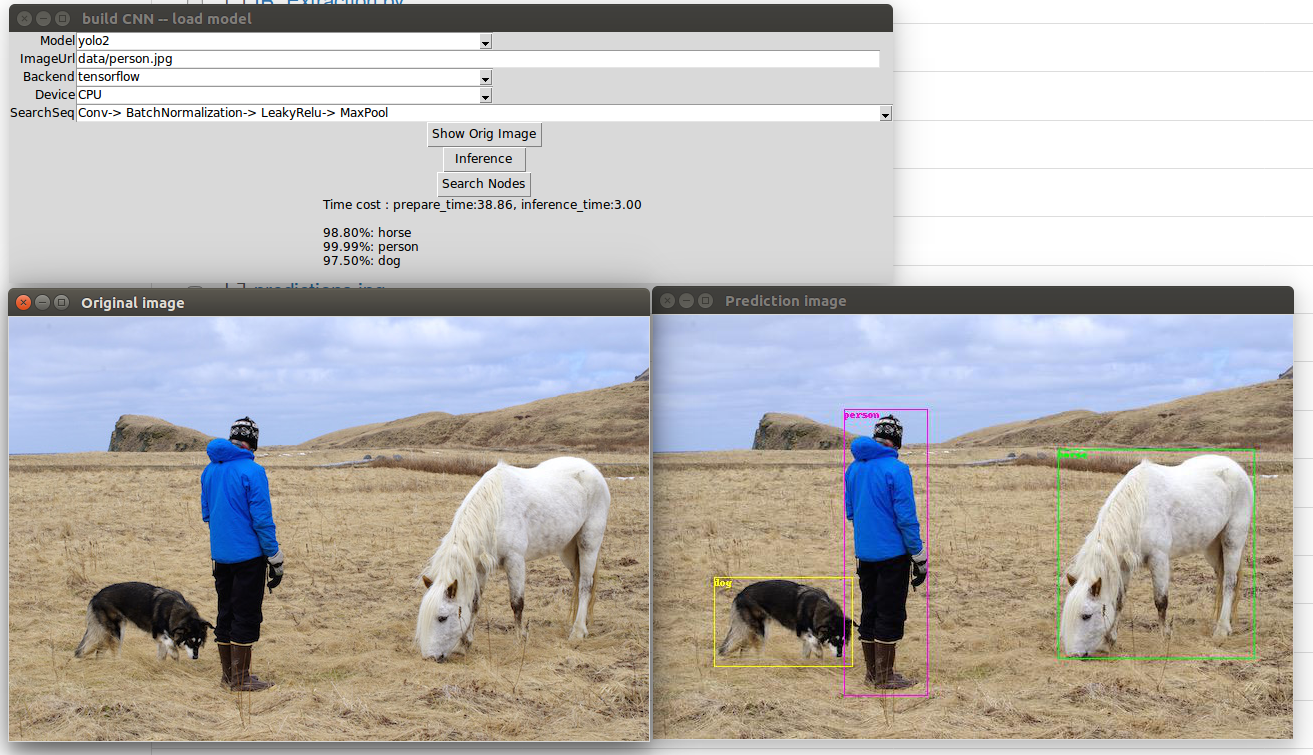 build CNN -- load model
Model yolo2
ImageUrl data/person.jpg
Backend tensorflow
Device CPU
SearchSeq Conv-> BatchNormalization-> LeakyRelu-> MaxPool
Show Orig Image
Inference
Search Nodes
Time cost : prepare_time:38.86, inference_time:3.00
98.80%: horse
99.99%: person
97.50%: dog
Original image
Prediction image
person
horse
dog